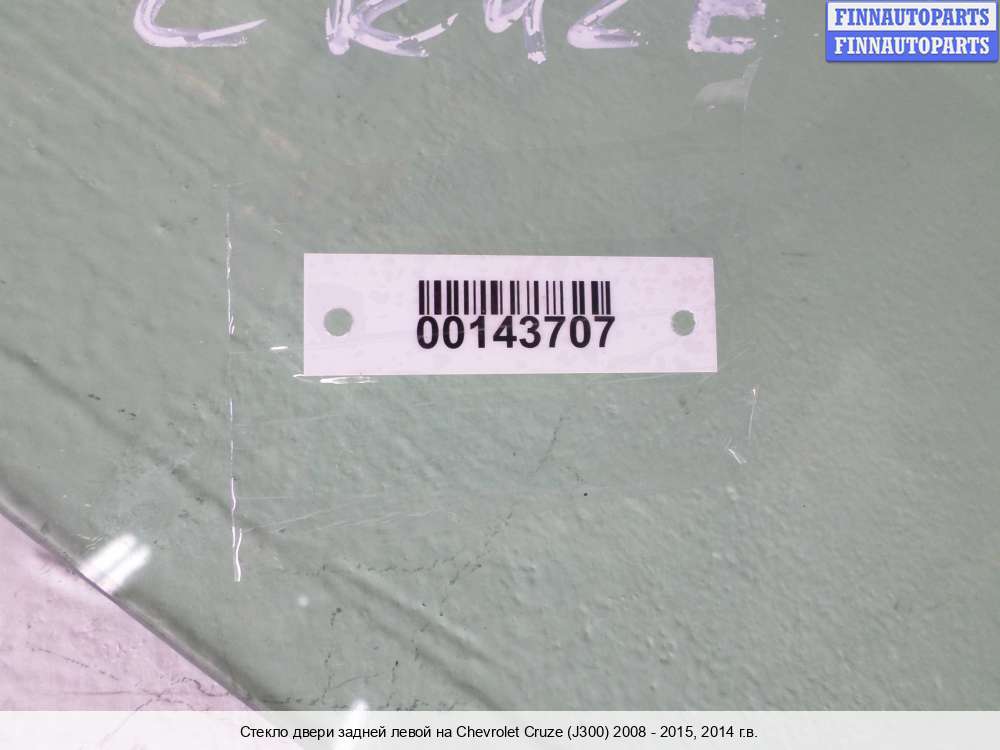 FINNAUTOPARTS
FINNAUTOPARTS
CRUZE
00143707
Стекло двери задней левой на Chevrolet Cruze (J300) 2008 - 2015, 2014 г.в.